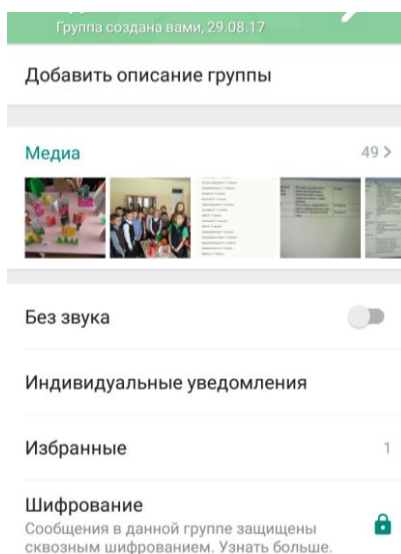 Группа создана вами, 29.08.17
Добавить описание группы
Медиа 49 >
Без звука
Индивидуальные уведомления
Избранные 1
Шифрование
Сообщения в данной группе защищены
сквозным шифрованием. Узнать больше.